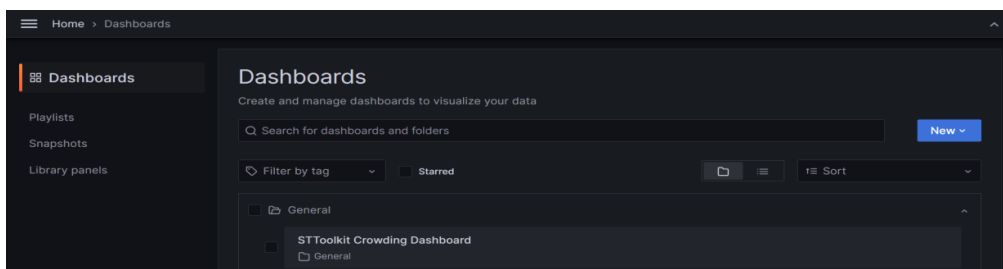 Home > Dashboards
Dashboards
Playlists
Snapshots
Library panels
Dashboards
Create and manage dashboards to visualize your data
Search for dashboards and folders
New
Filter by tag
Starred
Sort
General
STToolkit Crowding Dashboard
General